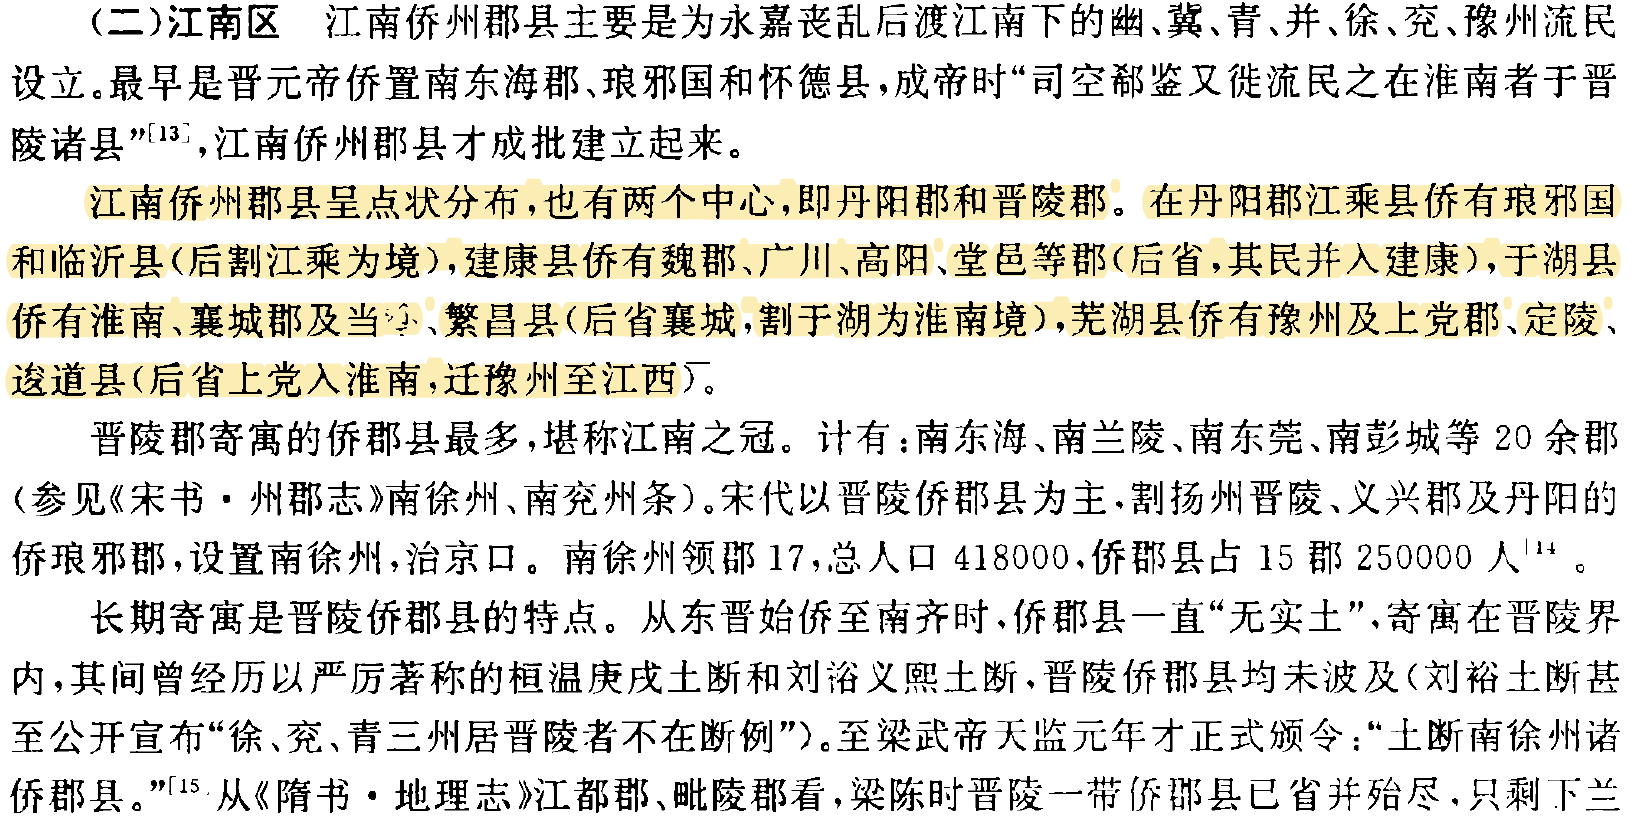 (二)江南区 江南侨州郡县主要是为永嘉丧乱后渡江南下的幽、冀、青、并、徐、兖、豫州流民
设立。最早是晋元帝侨置南东海郡、琅邪国和怀德县,成帝时“司空郗鉴又徙流民之在淮南者于晋
陵诸县”[13],江南侨州郡县才成批建立起来。
江南侨州郡县呈点状分布,也有两个中心,即丹阳郡和晋陵郡。在丹阳郡江乘县侨有琅邪国
和临沂县(后割江乘为境),建康县侨有魏郡、广川、高阳、堂邑等郡(后省,其民并入建康),于湖县
侨有淮南、襄城郡及当、繁昌县(后省襄城,割于湖为淮南境),芜湖县侨有豫州及上党郡、定陵、
逡道县(后省上党入淮南,迁豫州至江西)。
晋陵郡寄寓的侨郡县最多,堪称江南之冠。计有:南东海、南兰陵、南东莞、南彭城等 20 余郡
(参见《宋书·州郡志》南徐州、南兖州条)。宋代以晋陵侨郡县为主,割扬州晋陵、义兴郡及丹阳的
侨琅邪郡,设置南徐州,治京口。南徐州领郡 17,总人口 418000,侨郡县占 15 郡 250000 人[14]。
长期寄寓是晋陵侨郡县的特点。从东晋始侨至南齐时,侨郡县一直“无实土”,寄寓在晋陵界
内,其间曾经历以严厉著称的桓温庚戌土断和刘裕义熙土断,晋陵侨郡县均未波及(刘裕土断甚
至公开宣布“徐、兖、青三州居晋陵者不在断例”)。至梁武帝天监元年才正式颁令:“土断南徐州诸
侨郡县。”[15]从《隋书·地理志》江都郡、毗陵郡看,梁陈时晋陵一带侨郡县已省并殆尽,只剩下兰